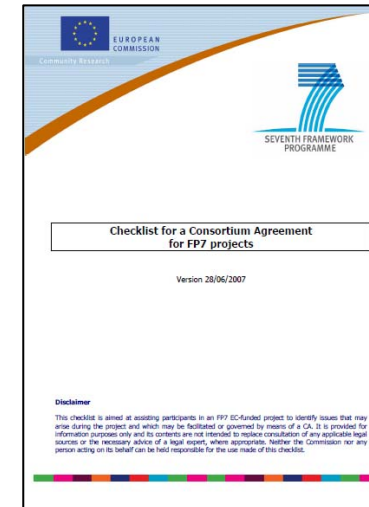 EUROPEAN
COMMISSION
Community Research
SEVENTH FRAMEWORK
PROGRAMME
Checklist for a Consortium Agreement
for FP7 projects
Version 28/06/2007
Disclaimer
This checklist is aimed at assisting participants in an FP7 EC-funded project to identify issues that may
arise during the project and which may be facilitated or governed by means of a CA. It is provided for
information purposes only and its contents are not intended to replace consultation of any applicable legal
sources or the necessary advice of a legal expert, where appropriate. Neither the Commission nor any
person acting on its behalf can be held responsible for the use made of this checklist.